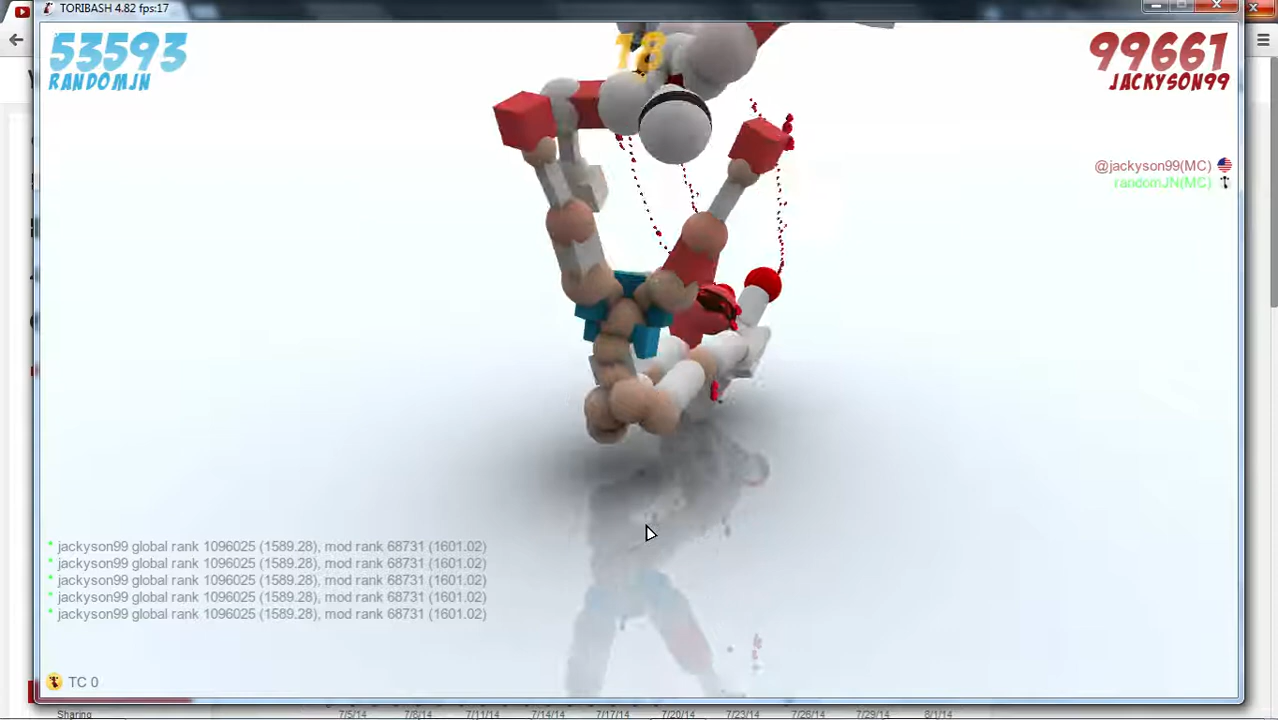 TORIBASH 4.82 fps:17
53593
RANDOMJN
18
99661
JACKYSON99
@jackyson99(MC)
randomJN(MC)
* jackyson99 global rank 1096025 (1589.28), mod rank 68731 (1601.02)
* jackyson99 global rank 1096025 (1589.28), mod rank 68731 (1601.02)
* jackyson99 global rank 1096025 (1589.28), mod rank 68731 (1601.02)
* jackyson99 global rank 1096025 (1589.28), mod rank 68731 (1601.02)
* jackyson99 global rank 1096025 (1589.28), mod rank 68731 (1601.02)
TC 0
Sharing 7/5/14 7/8/14 7/11/14 7/14/14 7/17/14 7/20/14 7/23/14 7/26/14 7/29/14 8/1/14